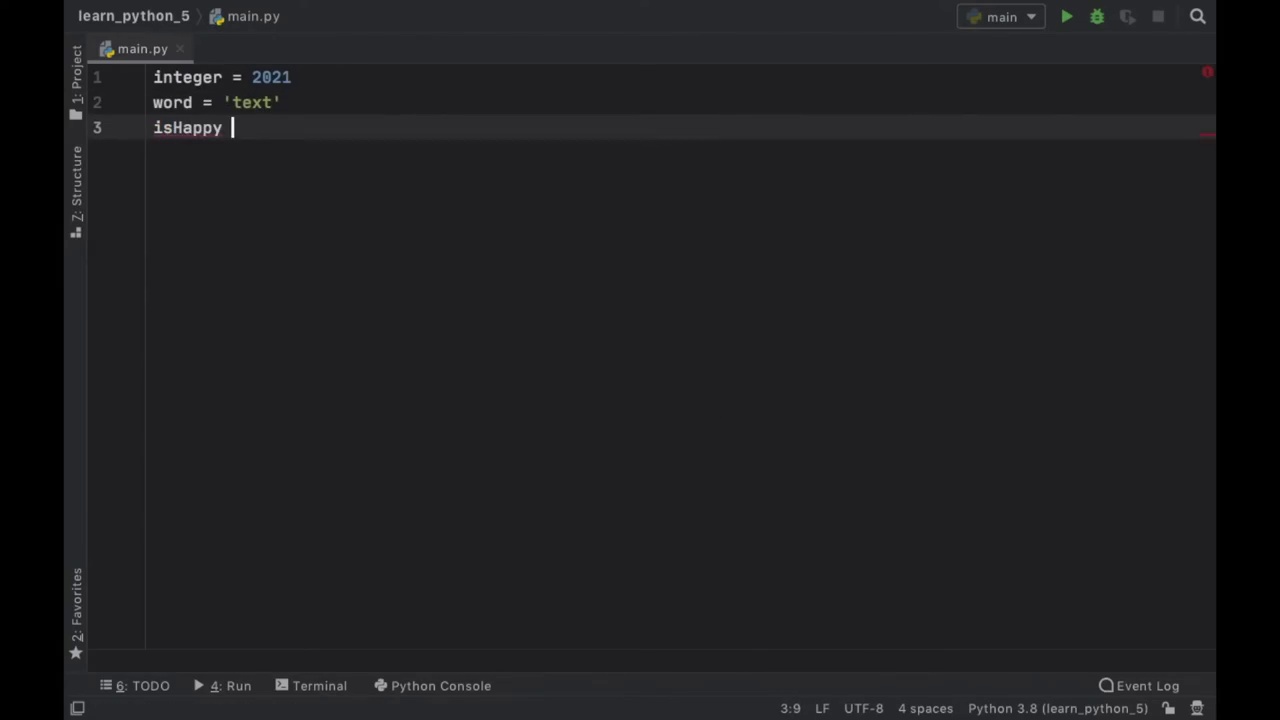 learn_python_5 main.py main
main.py
1: Project
7: Structure
2: Favorites
1 integer = 2021
2 word = 'text'
3 isHappy
6: TODO 4: Run Terminal Python Console Event Log
3:9 LF UTF-8 4 spaces Python 3.8 (learn_python_5)